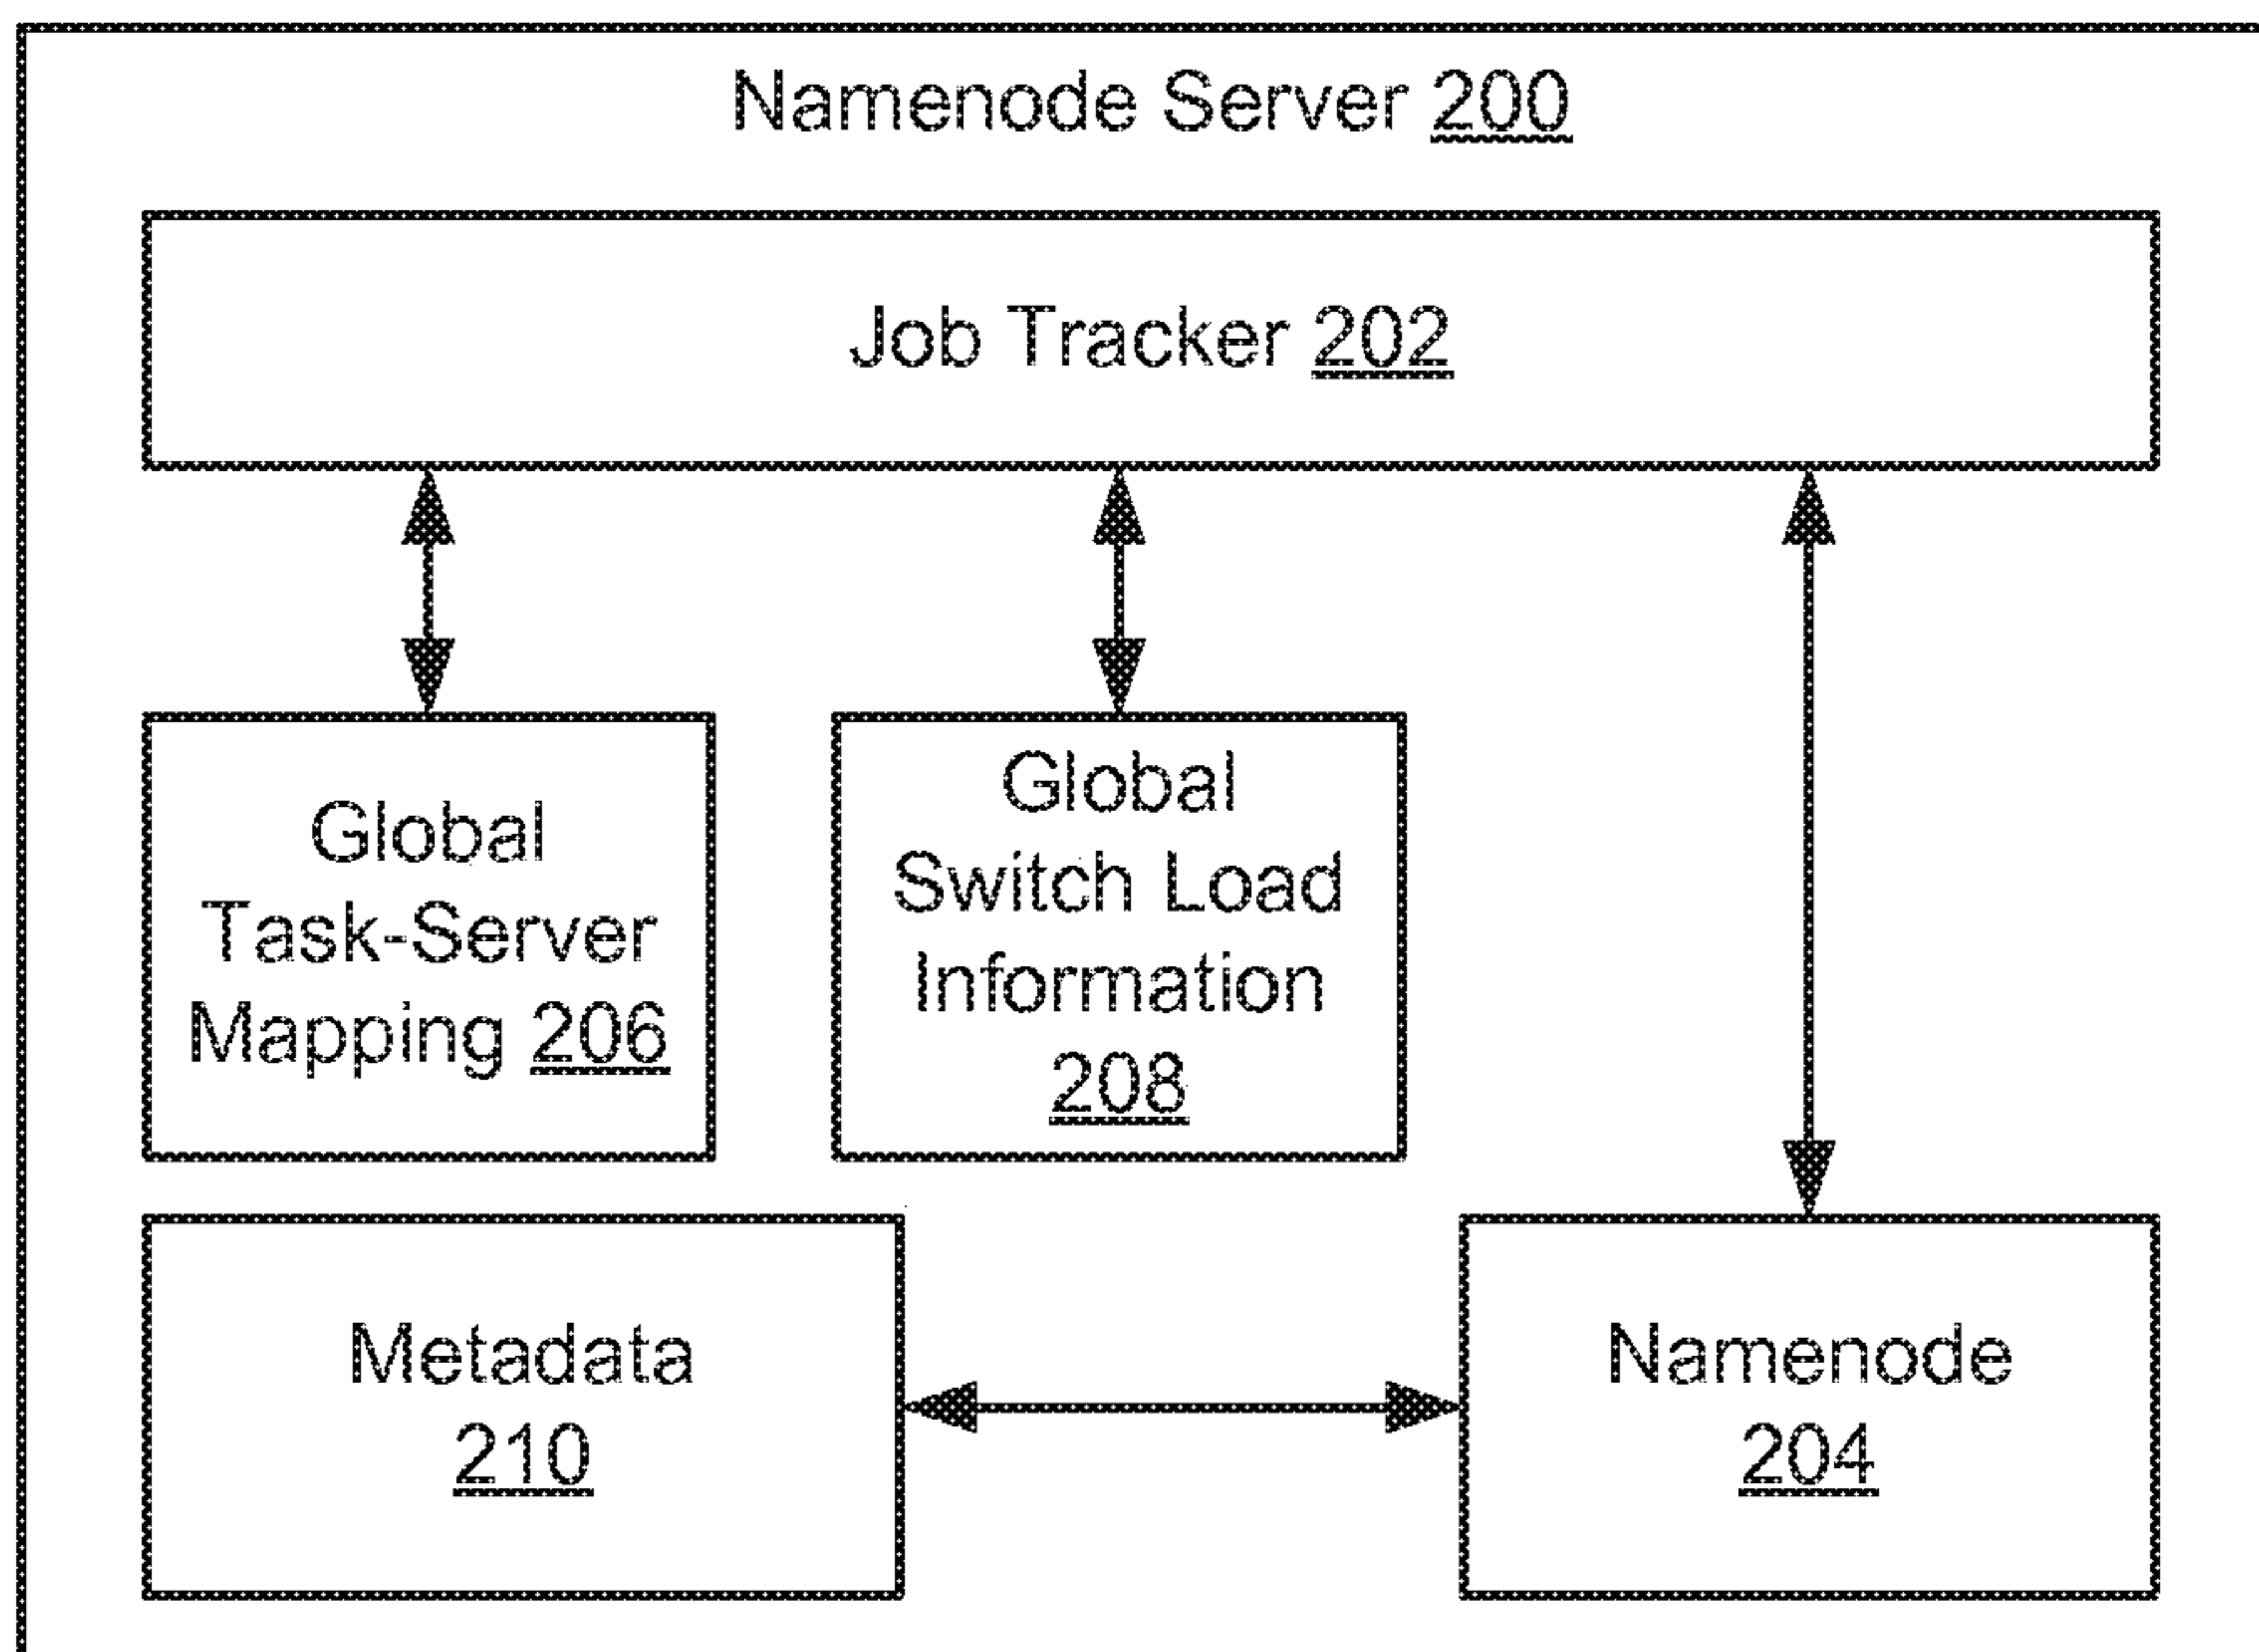 Namenode Server 200
Job Tracker 202
Global
Task-Server
Mapping 206
Global
Switch Load
Information
208
Metadata
210
Namenode
204